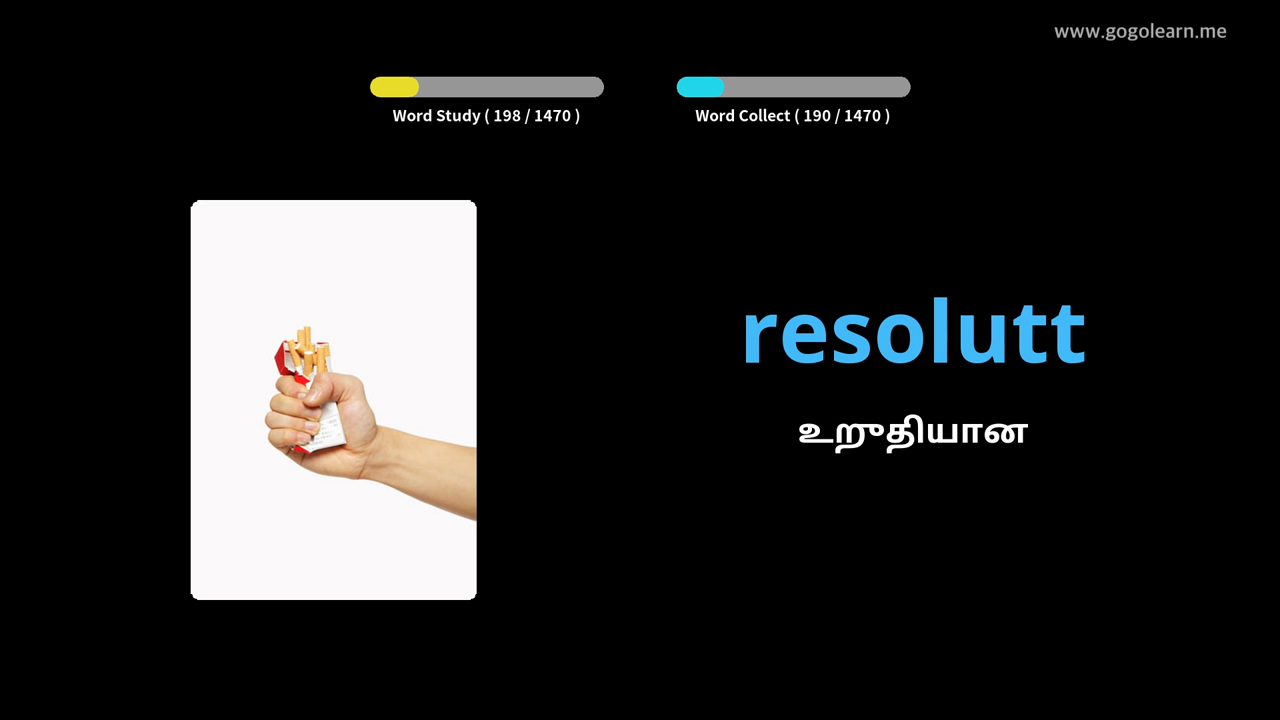 www.gogolearn.me
Word Study ( 198 / 1470 )
Word Collect ( 190 / 1470 )
resolutt
உறுதியான